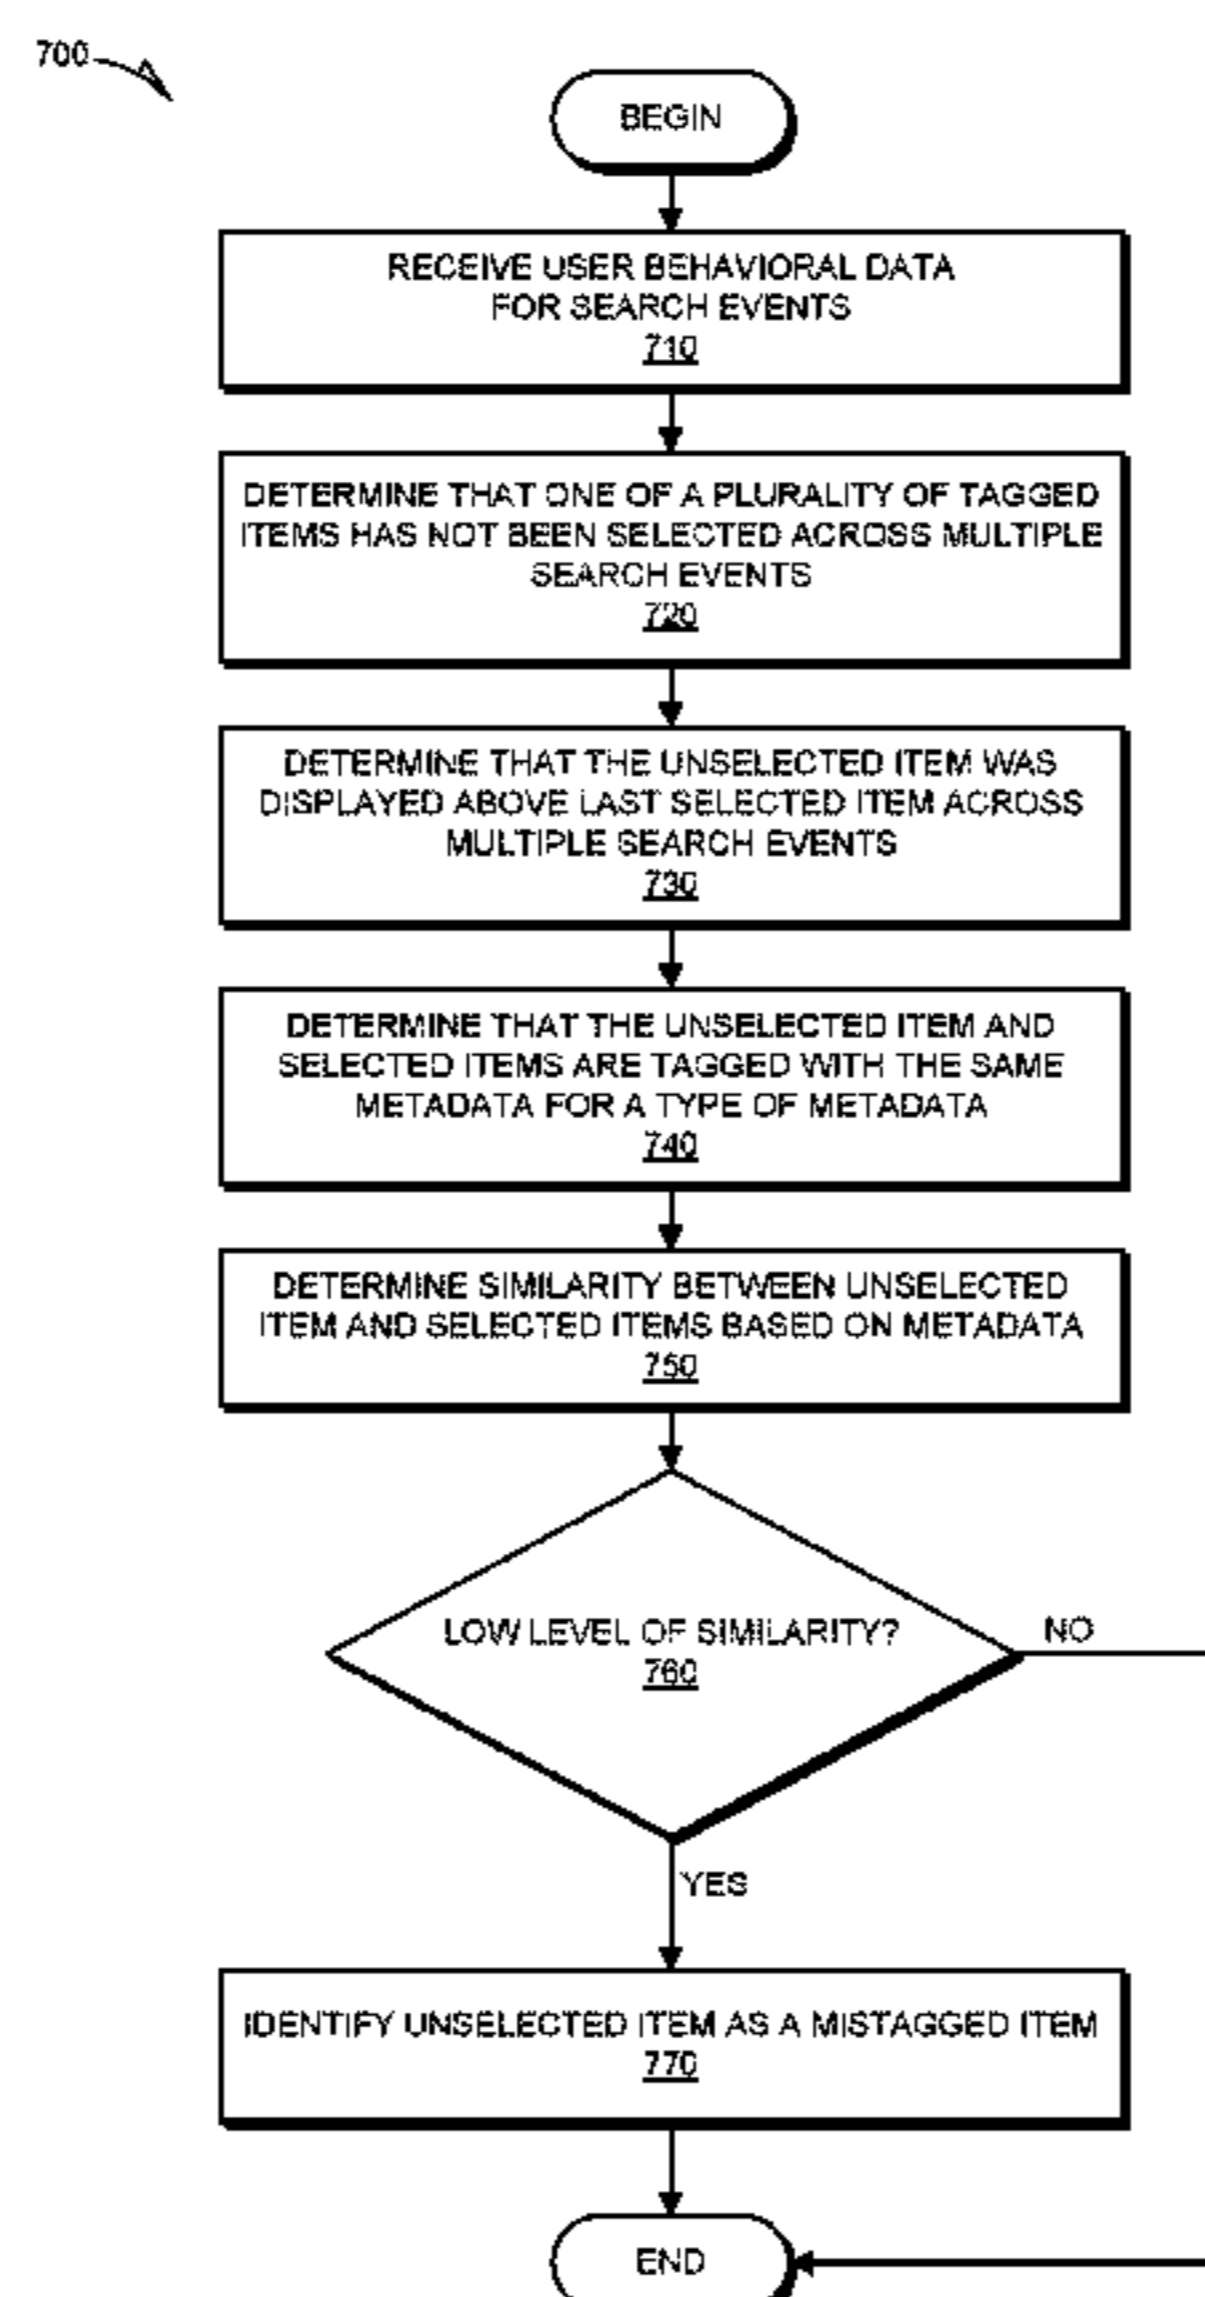 700
BEGIN
RECEIVE USER BEHAVIORAL DATA
FOR SEARCH EVENTS
710
DETERMINE THAT ONE OF A PLURALITY OF TAGGED
ITEMS HAS NOT BEEN SELECTED ACROSS MULTIPLE
SEARCH EVENTS
720
DETERMINE THAT THE UNSELECTED ITEM WAS
DISPLAYED ABOVE LAST SELECTED ITEM ACROSS
MULTIPLE SEARCH EVENTS
730
DETERMINE THAT THE UNSELECTED ITEM AND
SELECTED ITEMS ARE TAGGED WITH THE SAME
METADATA FOR A TYPE OF METADATA
740
DETERMINE SIMILARITY BETWEEN UNSELECTED
ITEM AND SELECTED ITEMS BASED ON METADATA
750
LOW LEVEL OF SIMILARITY?
760
NO
YES
IDENTIFY UNSELECTED ITEM AS A MISTAGGED ITEM
770
END